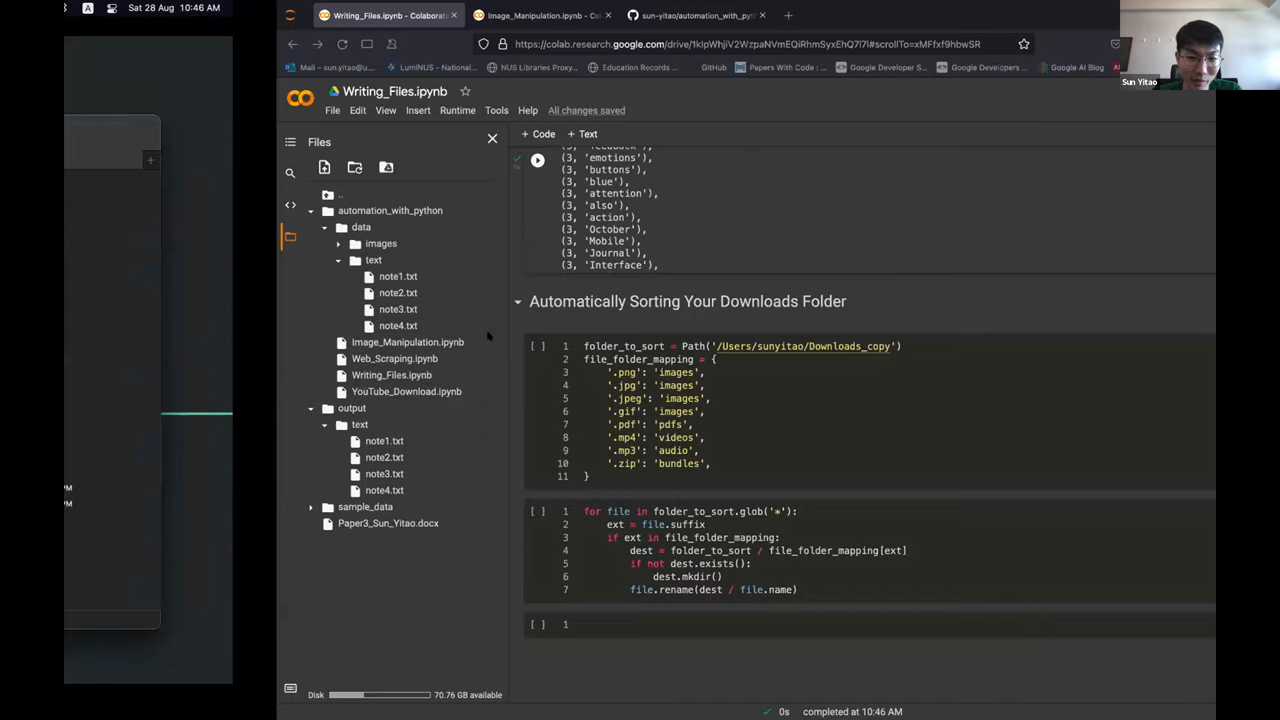 Sat 28 Aug 10:46 AM
Writing_Files.ipynb - Colaborato
Image_Manipulation.ipynb - Col
sun-yitao/automation_with_pyth
https://colab.research.google.com/drive/
Mail – sun.yitao@u...
LumiNUS - National...
NUS Libraries Proxy...
Education Records ...
GitHub
Papers With Code : ...
Google Developer S...
Google Developers ...
Google AI Blog
Sun Yitao
Writing_Files.ipynb
File Edit View Insert Runtime Tools Help All changes saved
Files
+ Code + Text
..
automation_with_python
data
images
text
note1.txt
note2.txt
note3.txt
note4.txt
Image_Manipulation.ipynb
Web_Scraping.ipynb
Writing_Files.ipynb
YouTube_Download.ipynb
output
text
note1.txt
note2.txt
note3.txt
note4.txt
sample_data
Paper3_Sun_Yitao.docx
Disk 70.76 GB available
(3, 'feedback'),
(3, 'emotions'),
(3, 'buttons'),
(3, 'blue'),
(3, 'attention'),
(3, 'also'),
(3, 'action'),
(3, 'October'),
(3, 'Mobile'),
(3, 'Journal'),
(3, 'Interface'),
Automatically Sorting Your Downloads Folder
[ ] 1 folder_to_sort = Path('/Users/sunyitao/Downloads_copy')
2 file_folder_mapping = {
3 '.png': 'images',
4 '.jpg': 'images',
5 '.jpeg': 'images',
6 '.gif': 'images',
7 '.pdf': 'pdfs',
8 '.mp4': 'videos',
9 '.mp3': 'audio',
10 '.zip': 'bundles',
11 }
[ ] 1 for file in folder_to_sort.glob('*'):
2 ext = file.suffix
3 if ext in file_folder_mapping:
4 dest = folder_to_sort / file_folder_mapping[ext]
5 if not dest.exists():
6 dest.mkdir()
7 file.rename(dest / file.name)
[ ] 1
0s completed at 10:46 AM
PM
PM